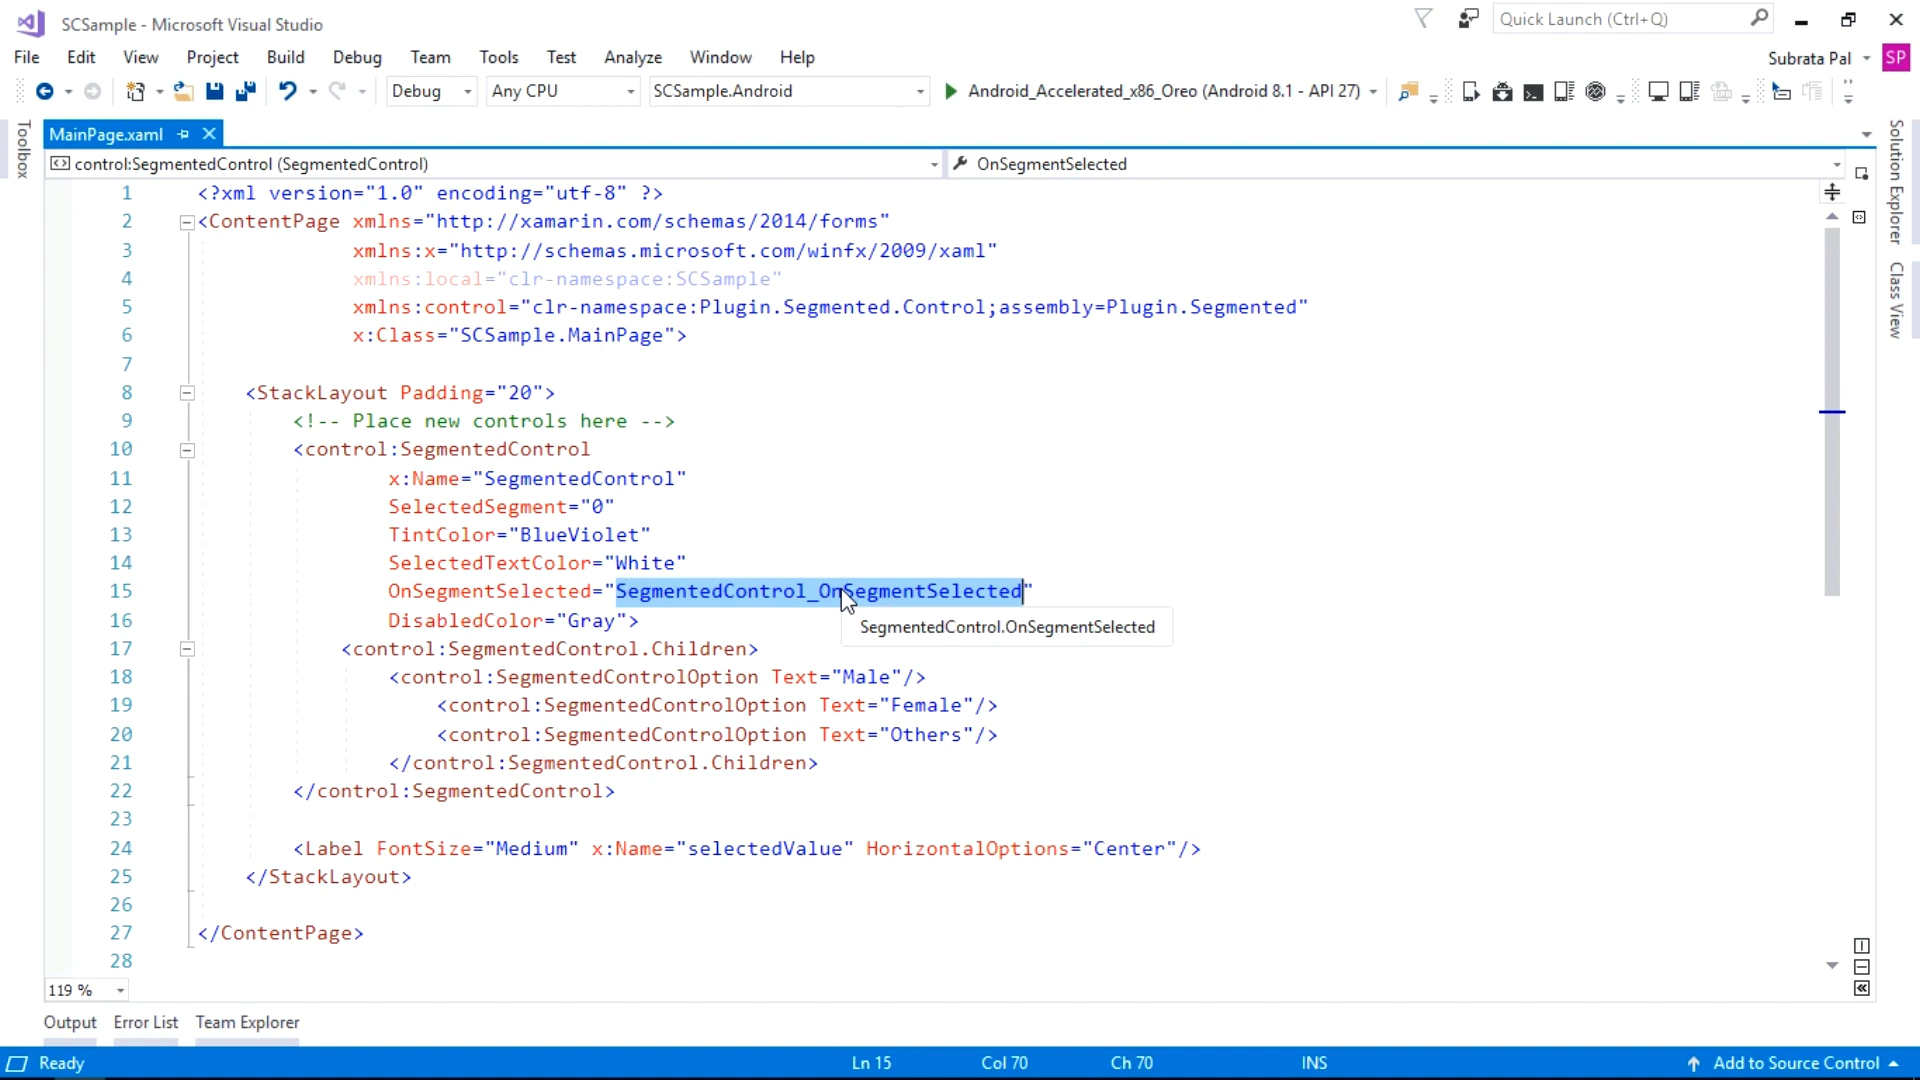 SCSample - Microsoft Visual Studio
Quick Launch (Ctrl+Q)
File Edit View Project Build Debug Team Tools Test Analyze Window Help
Subrata Pal SP
Debug Any CPU SCSample.Android Android_Accelerated_x86_Oreo (Android 8.1 - API 27)
Toolbox
MainPage.xaml
Solution Explorer
Class View
control:SegmentedControl (SegmentedControl) OnSegmentSelected
1 <?xml version="1.0" encoding="utf-8" ?>
2 <ContentPage xmlns="http://xamarin.com/schemas/2014/forms"
3 xmlns:x="http://schemas.microsoft.com/winfx/2009/xaml"
4 xmlns:local="clr-namespace:SCSample"
5 xmlns:control="clr-namespace:Plugin.Segmented.Control;assembly=Plugin.Segmented"
6 x:Class="SCSample.MainPage">
7
8 <StackLayout Padding="20">
9 <!-- Place new controls here -->
10 <control:SegmentedControl
11 x:Name="SegmentedControl"
12 SelectedSegment="0"
13 TintColor="BlueViolet"
14 SelectedTextColor="White"
15 OnSegmentSelected="SegmentedControl_OnSegmentSelected"
16 DisabledColor="Gray">
SegmentedControl.OnSegmentSelected
17 <control:SegmentedControl.Children>
18 <control:SegmentedControlOption Text="Male"/>
19 <control:SegmentedControlOption Text="Female"/>
20 <control:SegmentedControlOption Text="Others"/>
21 </control:SegmentedControl.Children>
22 </control:SegmentedControl>
23
24 <Label FontSize="Medium" x:Name="selectedValue" HorizontalOptions="Center"/>
25 </StackLayout>
26
27 </ContentPage>
28
119 %
Output Error List Team Explorer
Ready Ln 15 Col 70 Ch 70 INS Add to Source Control